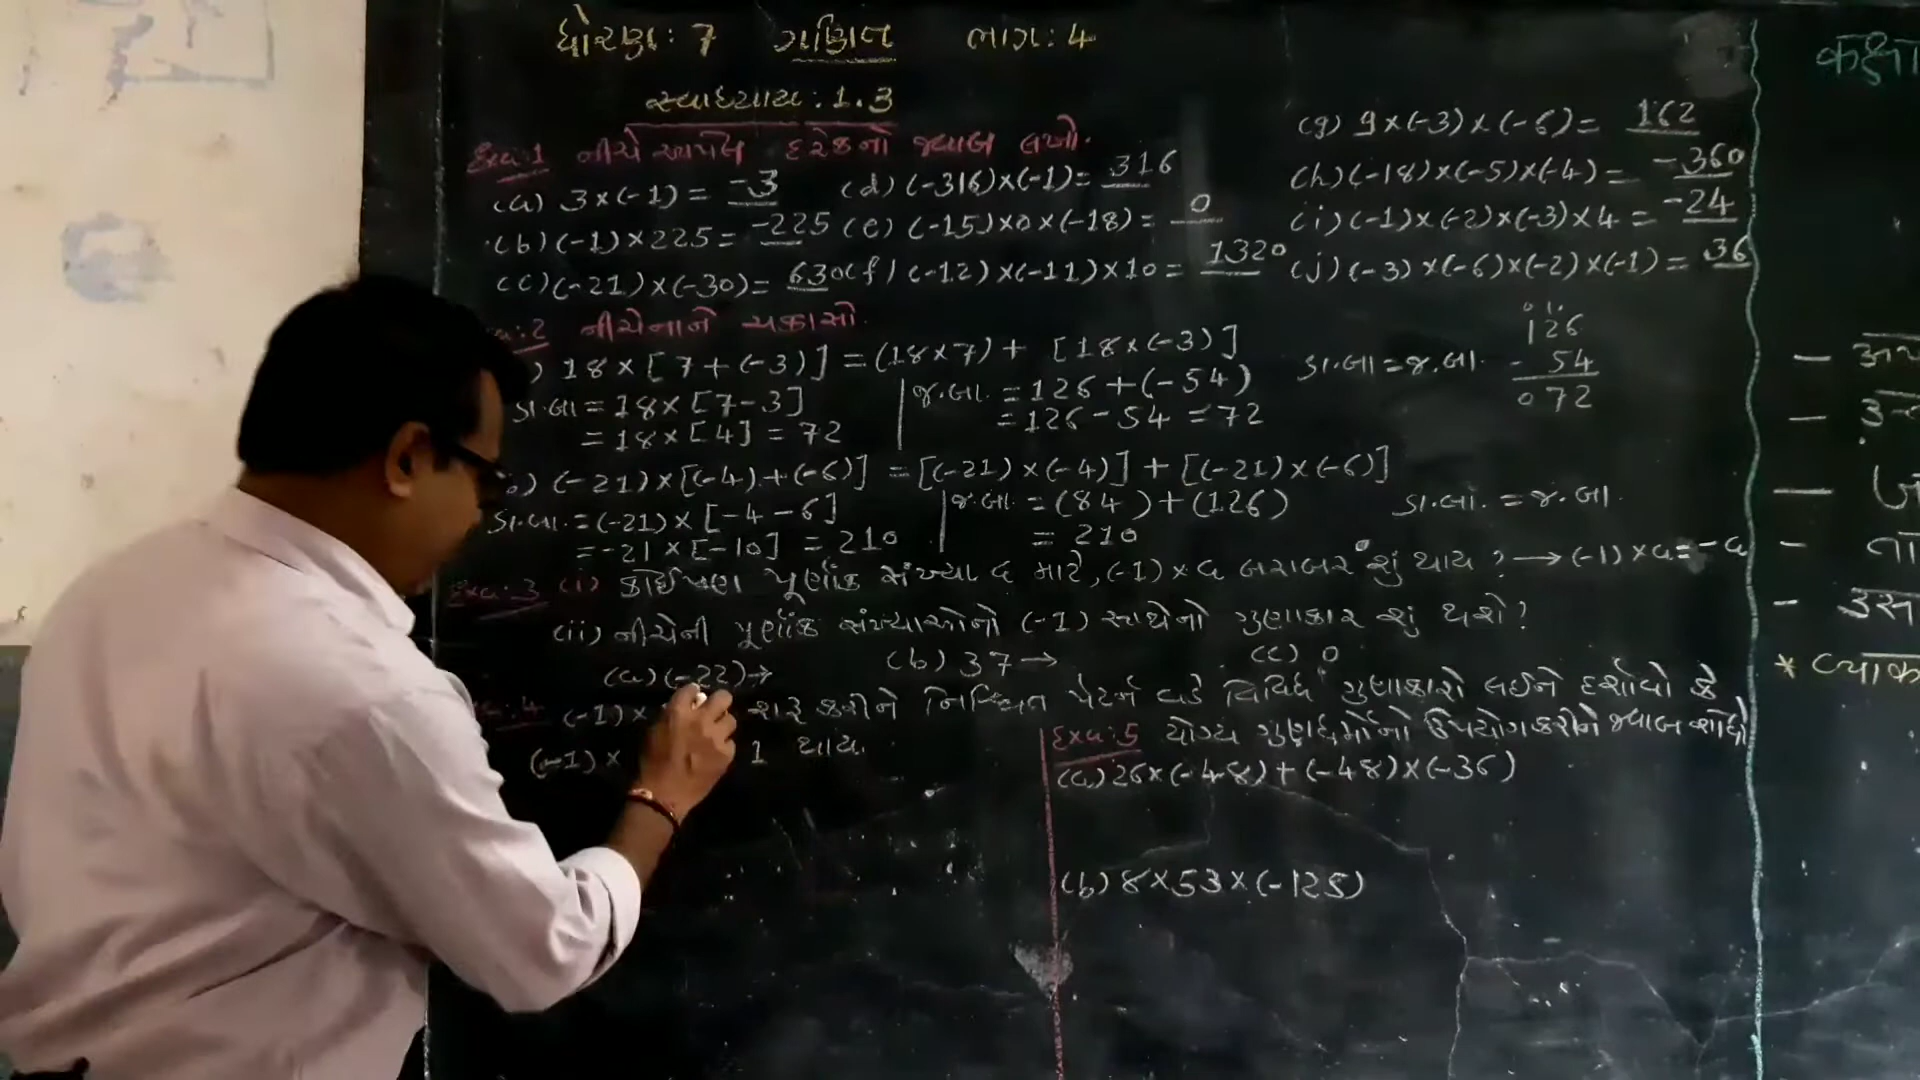 ધોરણ: 7 ગણિત ભાગ: 4
સ્વાધ્યાય: 1.3
1 નીચે આપેલ દરેકનો જવાબ લખો.
(a) 3×(-1) = -3
(b) (-1)×225 = -225
(c) (-21)×(-30) = 630
(d) (-316)×(-1) = 316
(e) (-15)×0×(-18) = 0
(f) (-12)×(-11)×10 = 1320
(g) 9×(-3)×(-6) = 162
(h) (-18)×(-5)×(-4) = -360
(i) (-1)×(-2)×(-3)×4 = -24
(j) (-3)×(-6)×(-2)×(-1) = 36
:2 નીચેનાને ચકાસો.
) 18×[7+(-3)] = (18×7) + [18×(-3)]
ડા.બા = 18×[7-3]
= 18×[4] = 72
જ.બા. = 126+(-54)
= 126-54 = 72
ડા.બા = જ.બા.
0 1.
126
- 54
072
) (-21)×[(-4)+(-6)] = [(-21)×(-4)] + [(-21)×(-6)]
ડા.બા. = (-21)×[-4-6]
= -21×[-10] = 210
જ.બા. = (84)+(126)
= 210
ડા.બા. = જ.બા.
:3 (i) કોઈપણ પૂર્ણાંક સંખ્યા a માટે, (-1)×a બરાબર શું થાય? → (-1)×a = -a
(ii) નીચેની પૂર્ણાંક સંખ્યાઓનો (-1) સાથેનો ગુણાકાર શું થશે?
(a) (-22) →
(b) 37 →
(c) 0
:4 (-1)× શરૂ કરીને નિશ્ચિત પેટર્ન વડે વિવિધ ગુણાકારો લઈને દર્શાવો કે
(-1)× 1 થાય.
:5 યોગ્ય ગુણધર્મોનો ઉપયોગ કરીને જવાબ શોધો
(a) 26×(-48)+(-48)×(-36)
(b) 8×53×(-125)